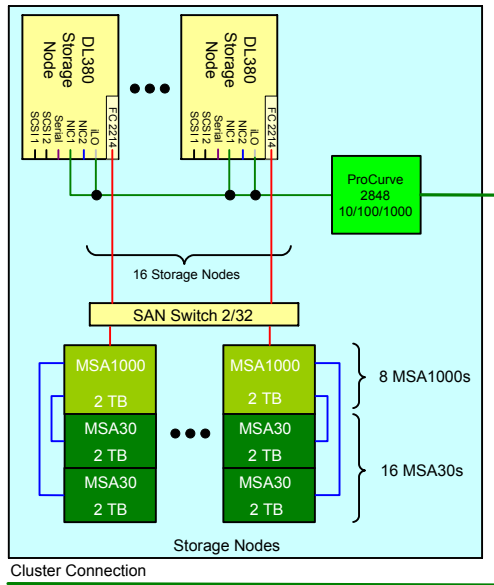 DL380
Storage
Node
SCSI 1
SCSI 2
Serial
NIC1
NIC2
iLO
FC 2214
DL380
Storage
Node
SCSI 1
SCSI 2
Serial
NIC1
NIC2
iLO
FC 2214
ProCurve
2848
10/100/1000
16 Storage Nodes
SAN Switch 2/32
MSA1000
2 TB
MSA30
2 TB
MSA30
2 TB
MSA1000
2 TB
MSA30
2 TB
MSA30
2 TB
8 MSA1000s
16 MSA30s
Storage Nodes
Cluster Connection